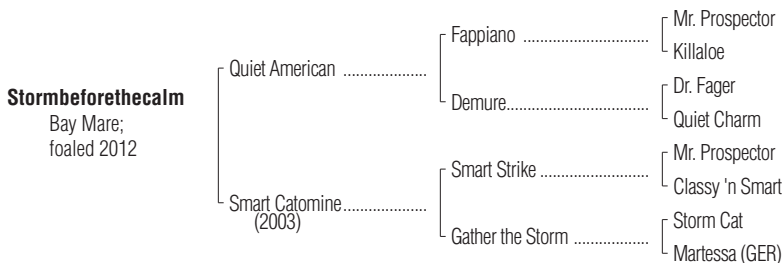 Stormbeforethecalm
Bay Mare;
foaled 2012
Quiet American ......................
Smart Catomine......................
(2003)
Fappiano ................................
Demure...................................
Smart Strike ............................
Gather the Storm ...................
Mr. Prospector
Killaloe
Dr. Fager
Quiet Charm
Mr. Prospector
Classy 'n Smart
Storm Cat
Martessa (GER)